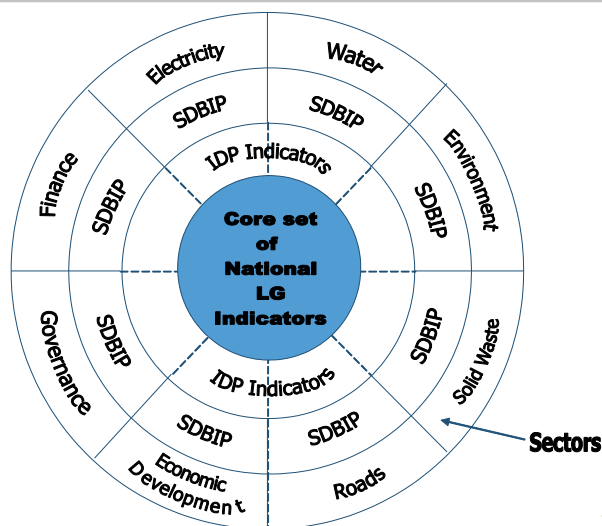 Electricity
Water
SDBIP
SDBIP
IDP Indicators
Finance
SDBIP
Environment
SDBIP
Core set
of
National
LG
Indicators
Governance
SDBIP
SDBIP
Solid Waste
IDP Indicators
SDBIP
SDBIP
Sectors
Economic
Development
Roads